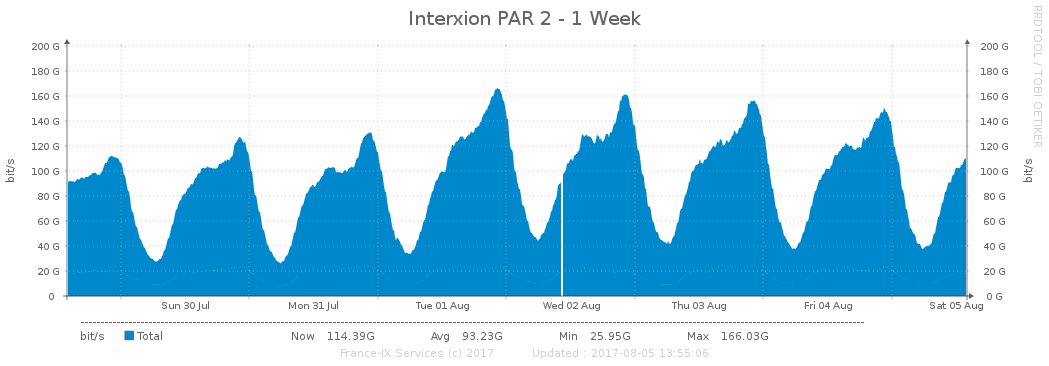 Interxion PAR 2 - 1 Week
RRDTOOL / TOBI OETIKER
bit/s
200 G 200 G
180 G 180 G
160 G 160 G
140 G 140 G
120 G 120 G
100 G 100 G
80 G 80 G
60 G 60 G
40 G 40 G
20 G 20 G
0 0 G
bit/s
Sun 30 Jul Mon 31 Jul Tue 01 Aug Wed 02 Aug Thu 03 Aug Fri 04 Aug Sat 05 Aug
bit/s Total Now 114.39G Avg 93.23G Min 25.95G Max 166.03G
France-IX Services (c) 2017 Updated : 2017-08-05 13:55:06